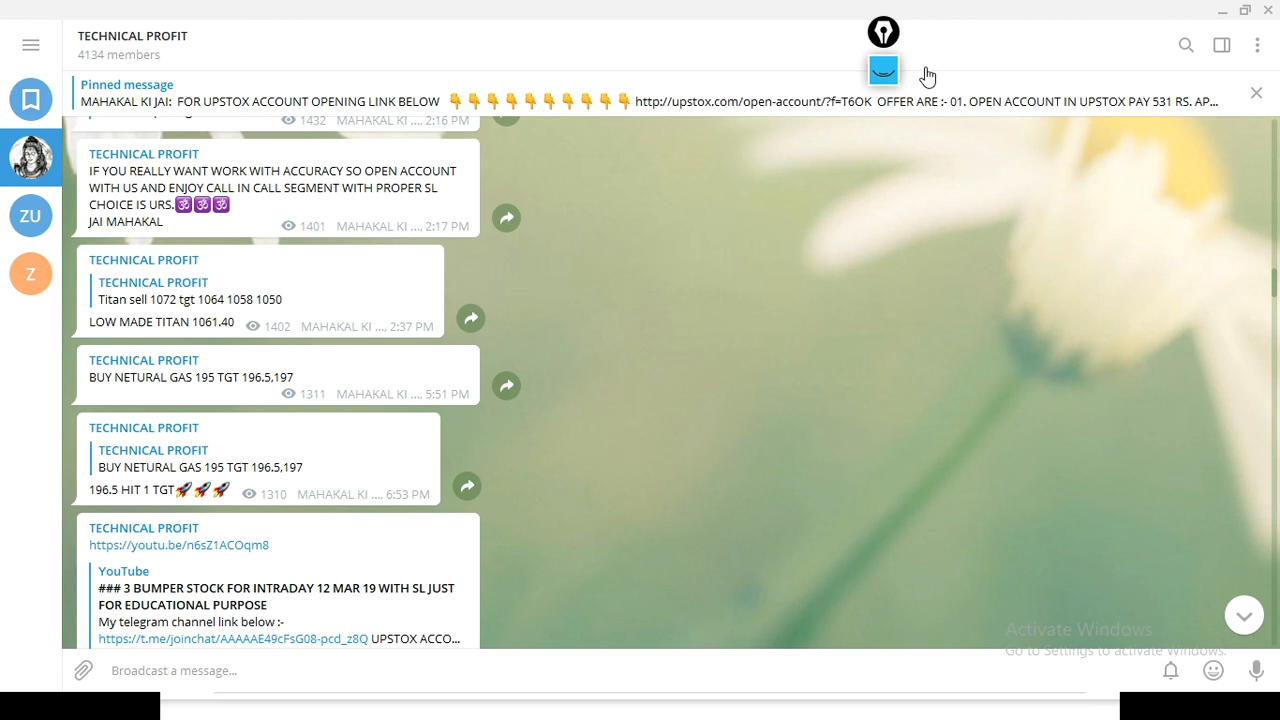 TECHNICAL PROFIT
4134 members
Pinned message
MAHAKAL KI JAI: FOR UPSTOX ACCOUNT OPENING LINK BELOW 👇👇👇👇👇👇👇👇👇👇 http://upstox.com/open-account/?f=T6OK OFFER ARE :- 01. OPEN ACCOUNT IN UPSTOX PAY 531 RS. AP...
1432 MAHAKAL KI ..., 2:16 PM
TECHNICAL PROFIT
IF YOU REALLY WANT WORK WITH ACCURACY SO OPEN ACCOUNT
WITH US AND ENJOY CALL IN CALL SEGMENT WITH PROPER SL
CHOICE IS URS.🕉🕉🕉
JAI MAHAKAL
1401 MAHAKAL KI ..., 2:17 PM
TECHNICAL PROFIT
TECHNICAL PROFIT
Titan sell 1072 tgt 1064 1058 1050
LOW MADE TITAN 1061.40 1402 MAHAKAL KI ..., 2:37 PM
TECHNICAL PROFIT
BUY NETURAL GAS 195 TGT 196.5,197
1311 MAHAKAL KI ..., 5:51 PM
TECHNICAL PROFIT
TECHNICAL PROFIT
BUY NETURAL GAS 195 TGT 196.5,197
196.5 HIT 1 TGT🚀🚀🚀 1310 MAHAKAL KI ..., 6:53 PM
TECHNICAL PROFIT
https://youtu.be/n6sZ1ACOqm8
YouTube
### 3 BUMPER STOCK FOR INTRADAY 12 MAR 19 WITH SL JUST
FOR EDUCATIONAL PURPOSE
My telegram channel link below :-
https://t.me/joinchat/AAAAAE49cFsG08-pcd_z8Q UPSTOX ACCO...
ZU
Z
Activate Windows
Go to Settings to activate Windows.
Broadcast a message...